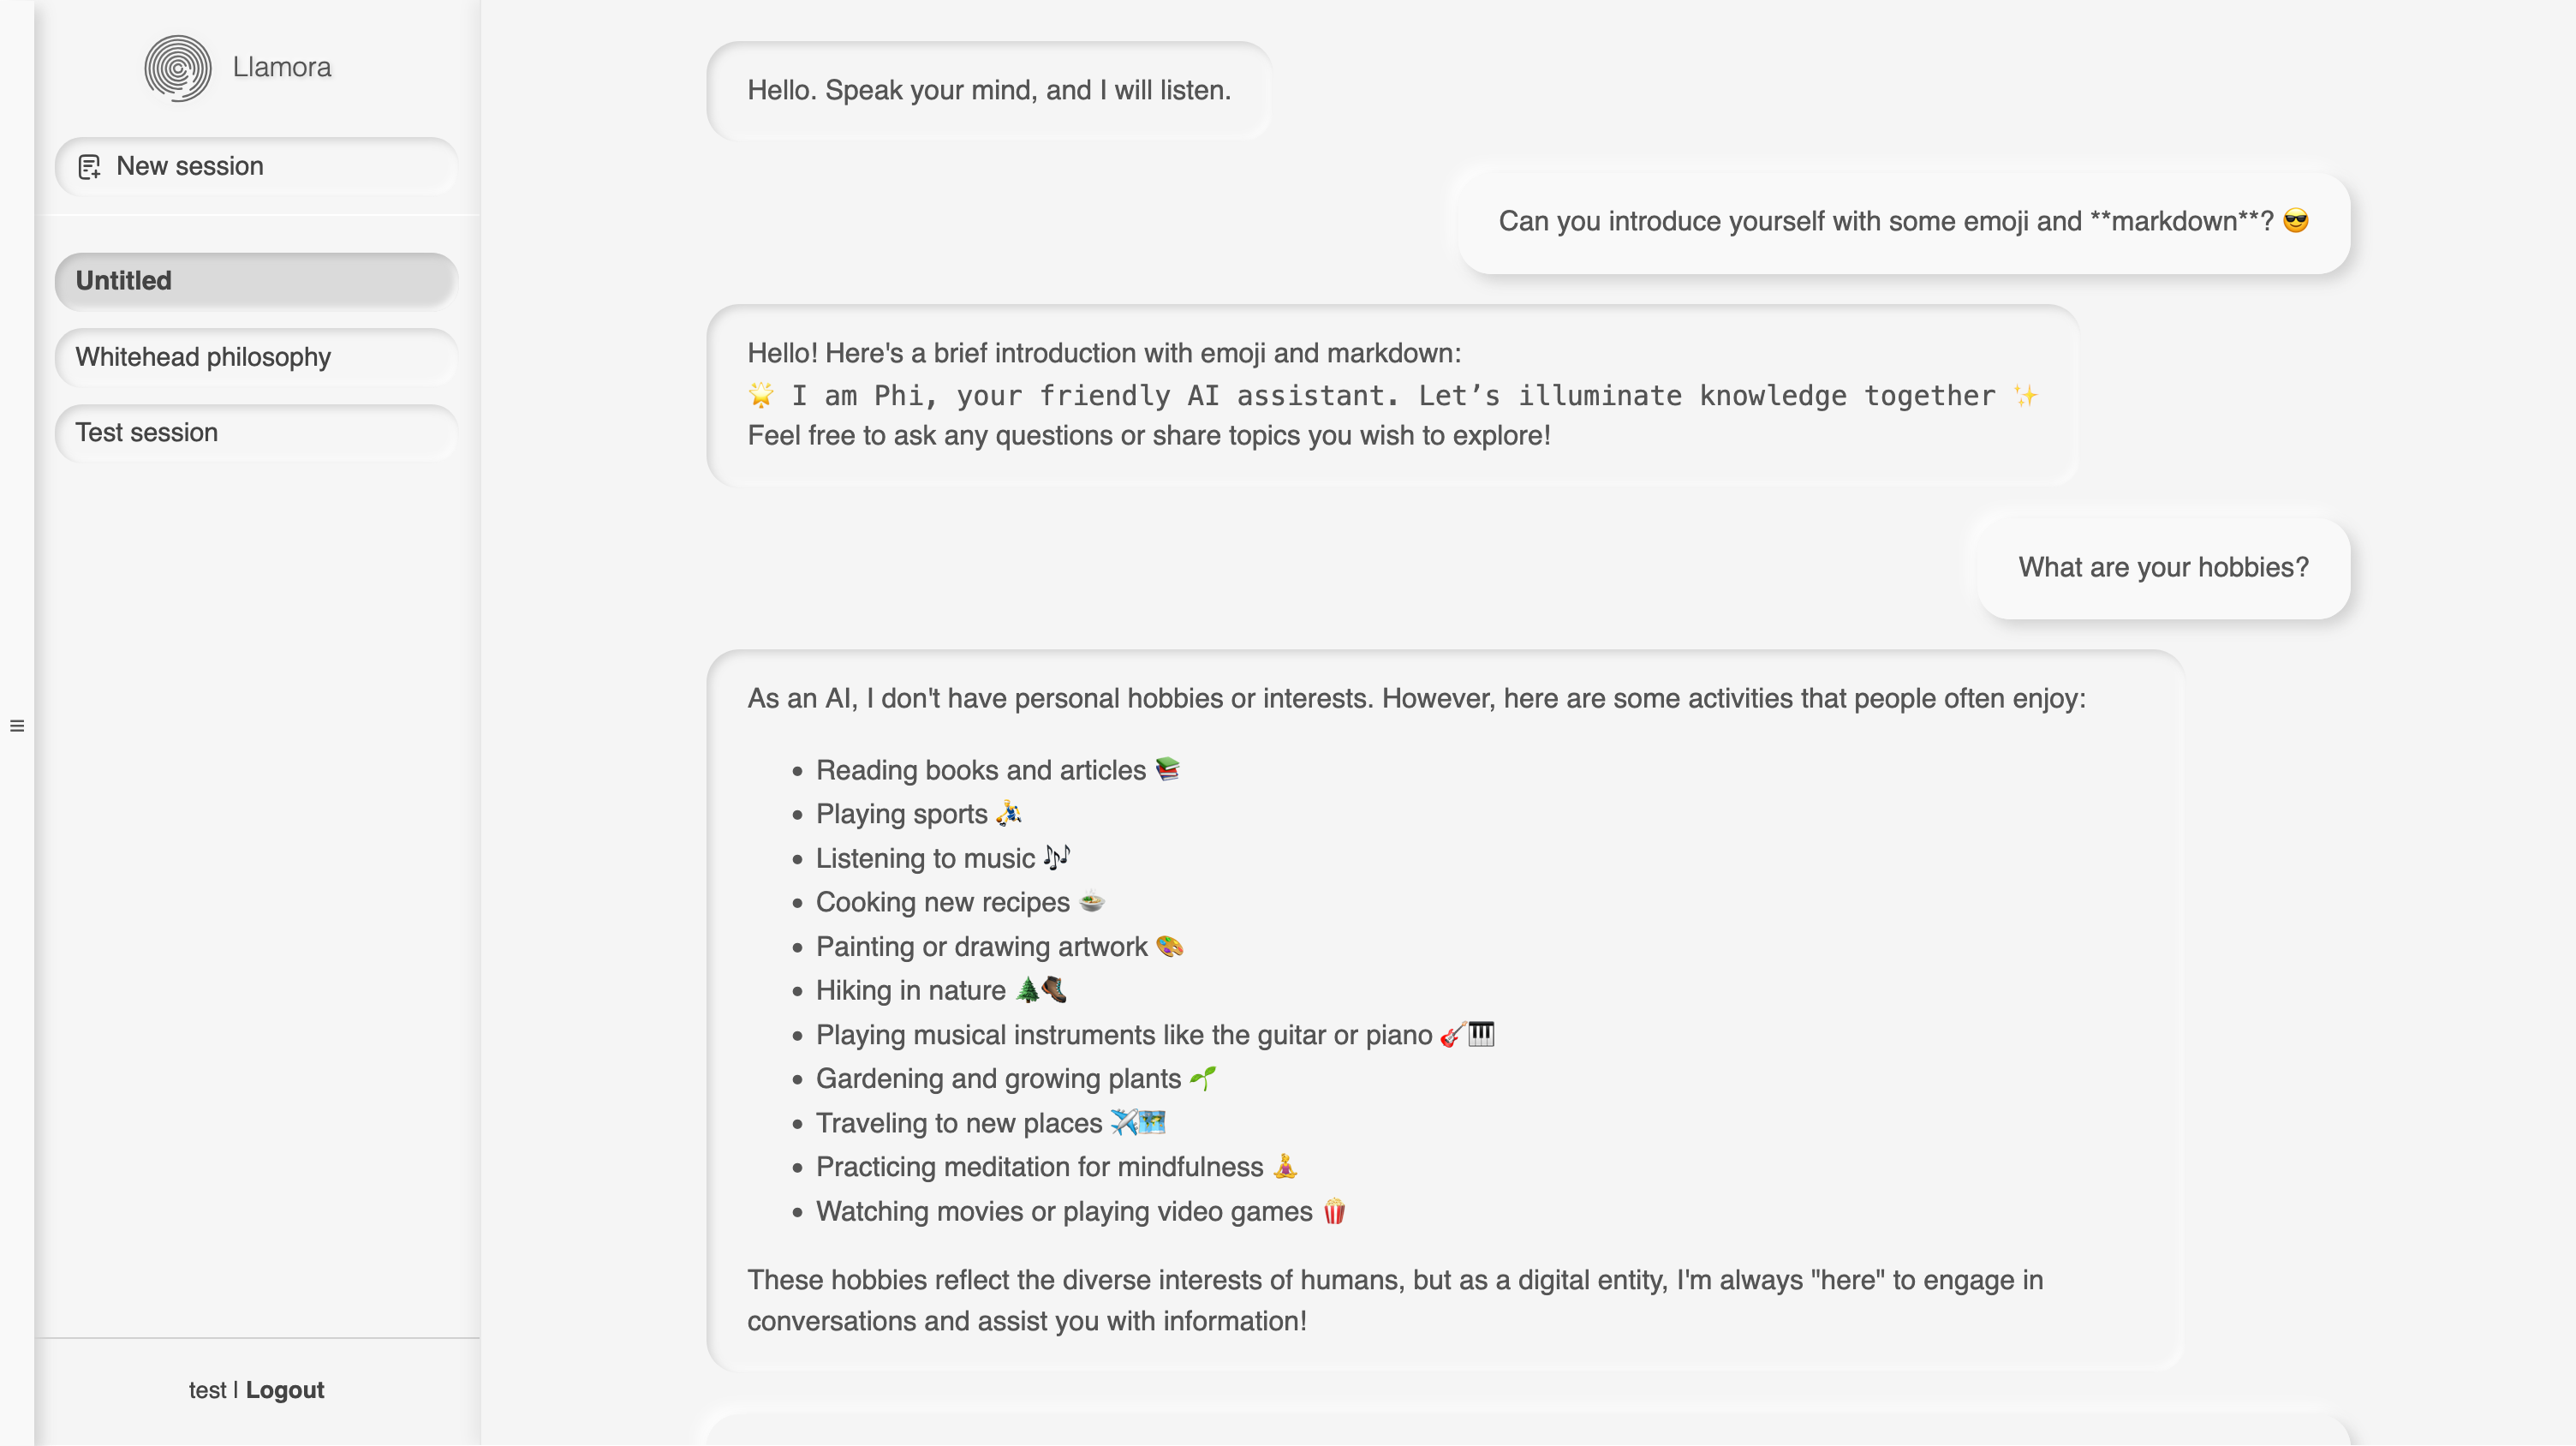 Llamora
New session
Untitled
Whitehead philosophy
Test session
test | Logout
Hello. Speak your mind, and I will listen.
Can you introduce yourself with some emoji and **markdown**? 😎
Hello! Here's a brief introduction with emoji and markdown:
🌟 I am Phi, your friendly AI assistant. Let’s illuminate knowledge together ✨
Feel free to ask any questions or share topics you wish to explore!
What are your hobbies?
As an AI, I don't have personal hobbies or interests. However, here are some activities that people often enjoy:
• Reading books and articles 📚
• Playing sports ⛹️
• Listening to music 🎶
• Cooking new recipes 🍲
• Painting or drawing artwork 🎨
• Hiking in nature 🌲🥾
• Playing musical instruments like the guitar or piano 🎸🎹
• Gardening and growing plants 🌱
• Traveling to new places ✈️🗺️
• Practicing meditation for mindfulness 🧘
• Watching movies or playing video games 🍿
These hobbies reflect the diverse interests of humans, but as a digital entity, I'm always "here" to engage in
conversations and assist you with information!